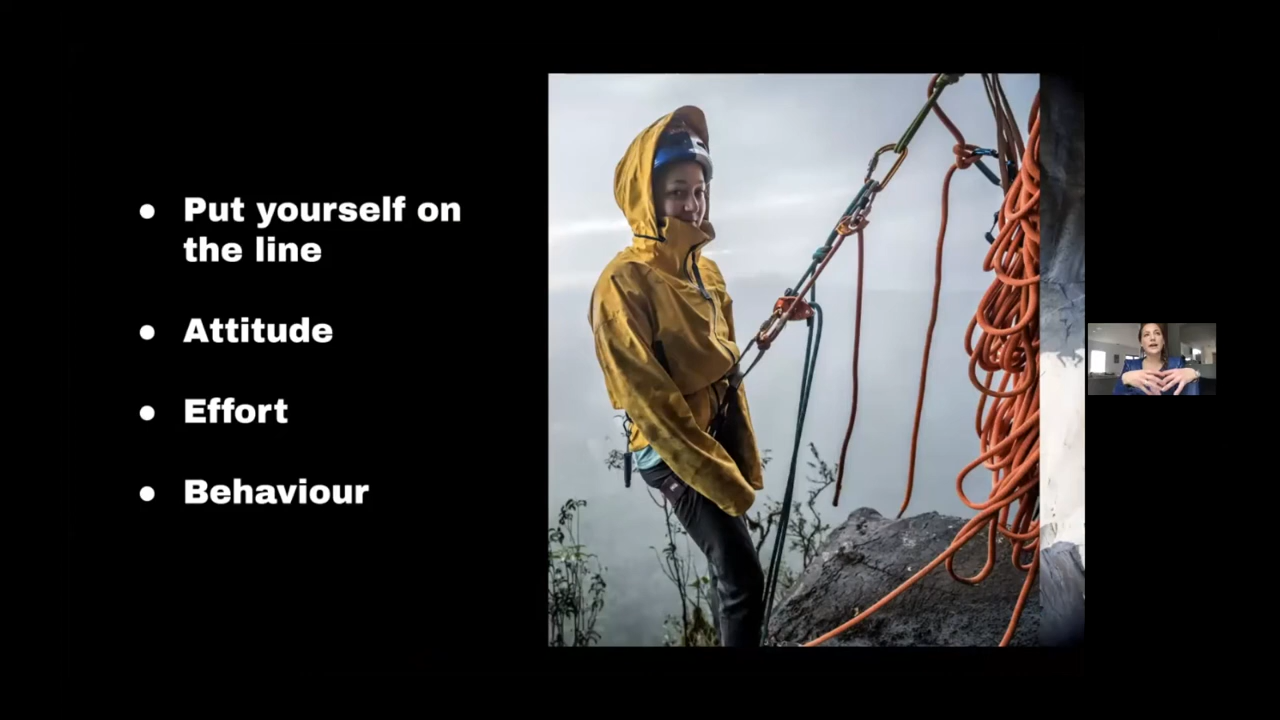 Put yourself on
the line
Attitude
Effort
Behaviour